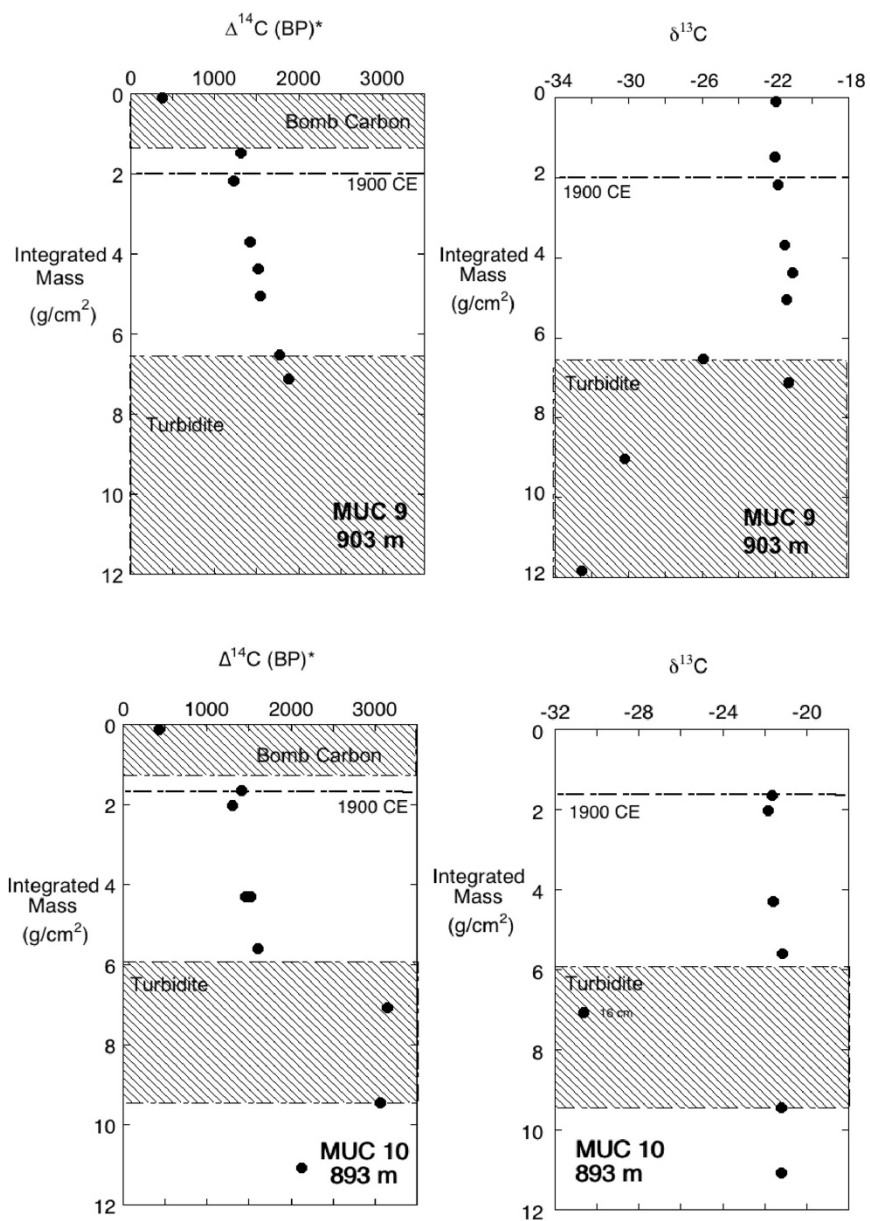 Δ¹⁴C (BP)*
0 1000 2000 3000
0
2
4
6
8
10
12
Integrated
Mass
(g/cm²)
Bomb Carbon
1900 CE
Turbidite
MUC 9
903 m
δ¹³C
-34 -30 -26 -22 -18
0
2
4
6
8
10
12
Integrated
Mass
(g/cm²)
1900 CE
Turbidite
MUC 9
903 m
Δ¹⁴C (BP)*
0 1000 2000 3000
0
2
4
6
8
10
12
Integrated
Mass
(g/cm²)
Bomb Carbon
1900 CE
Turbidite
MUC 10
893 m
δ¹³C
-32 -28 -24 -20
0
2
4
6
8
10
12
Integrated
Mass
(g/cm²)
1900 CE
Turbidite
16 cm
MUC 10
893 m